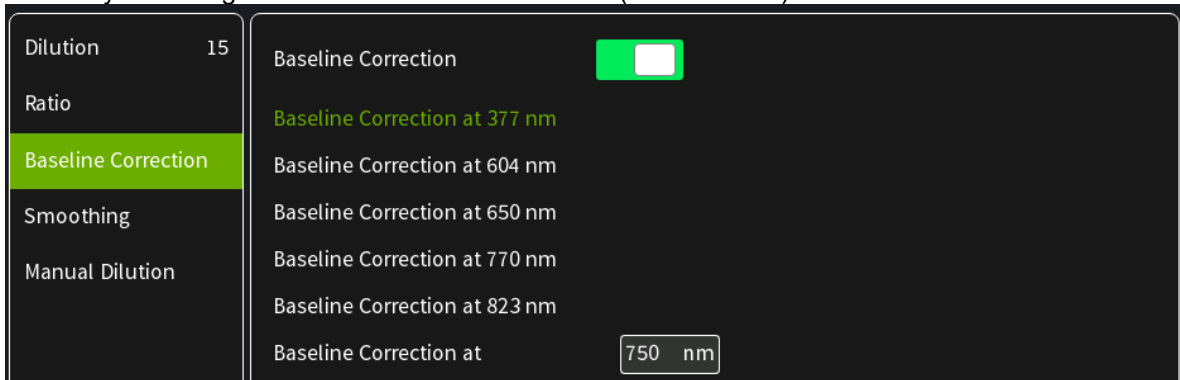 Dilution 15
Ratio
Baseline Correction
Smoothing
Manual Dilution
Baseline Correction
Baseline Correction at 377 nm
Baseline Correction at 604 nm
Baseline Correction at 650 nm
Baseline Correction at 770 nm
Baseline Correction at 823 nm
Baseline Correction at 750 nm